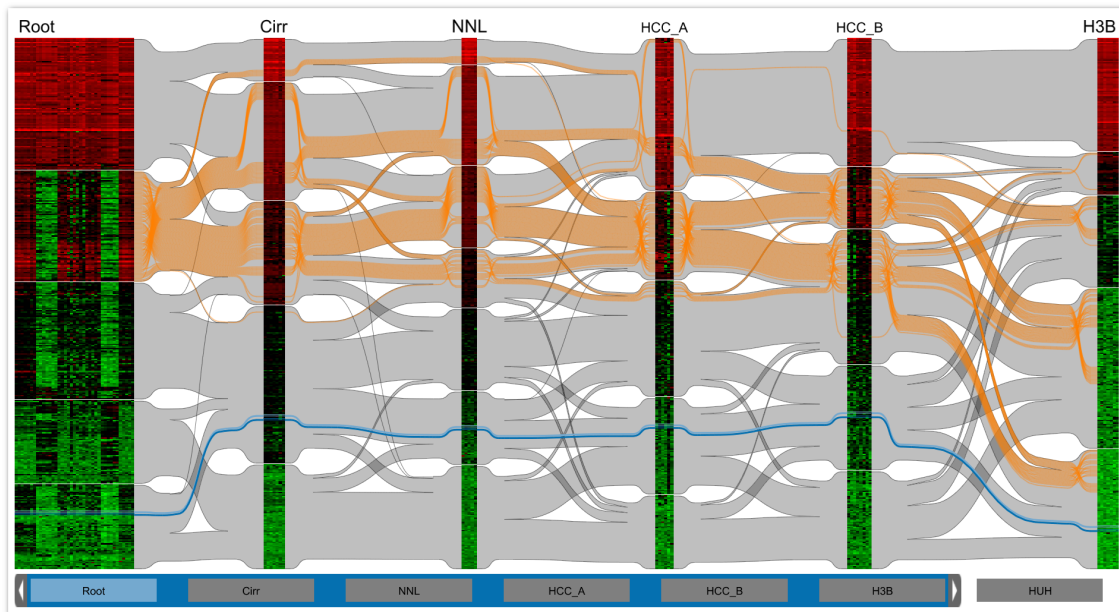 Root Cirr NNL HCC_A HCC_B H3B
Root Cirr NNL HCC_A HCC_B H3B HUH